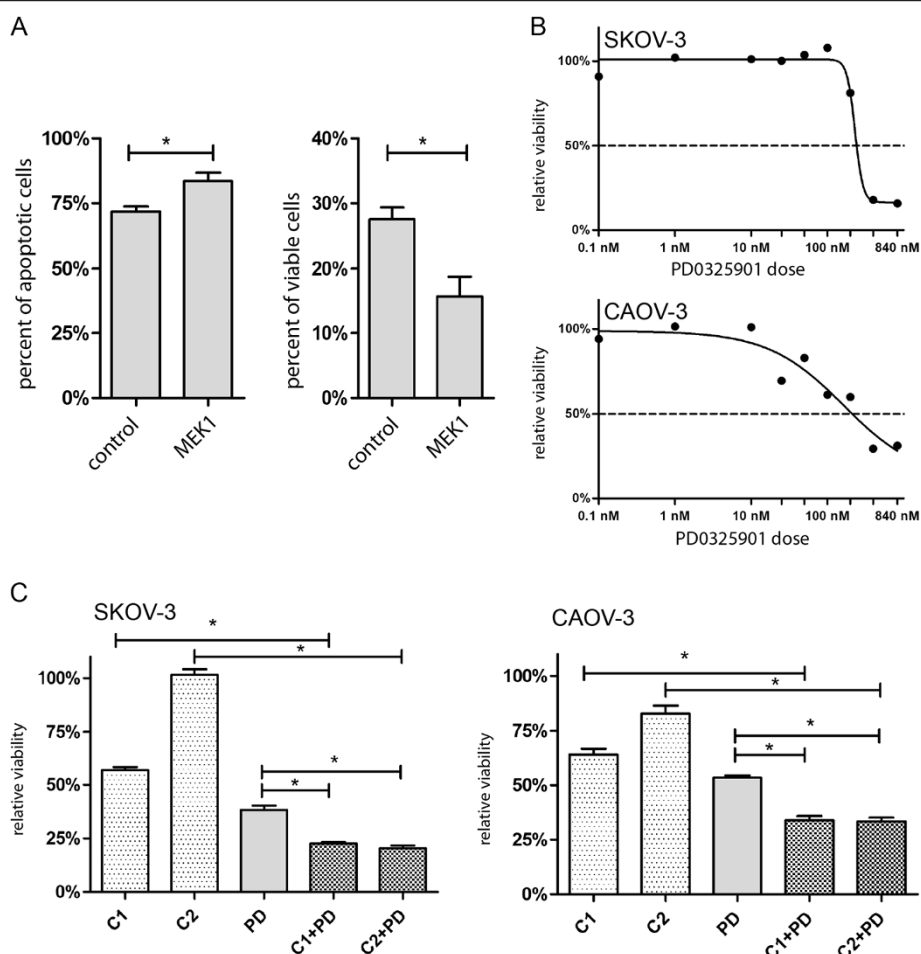 A
100%
75%
50%
25%
0%
percent of apoptotic cells
*
control
MEK1
40%
30%
20%
10%
0%
percent of viable cells
*
control
MEK1
B
SKOV-3
100%
50%
0%
relative viability
0.1 nM 1 nM 10 nM 100 nM 840 nM
PD0325901 dose
CAOV-3
100%
50%
0%
relative viability
0.1 nM 1 nM 10 nM 100 nM 840 nM
PD0325901 dose
C
SKOV-3
*
*
*
*
100%
75%
50%
25%
0%
relative viability
C1 C2 PD C1+PD C2+PD
CAOV-3
*
*
*
*
100%
75%
50%
25%
0%
relative viability
C1 C2 PD C1+PD C2+PD